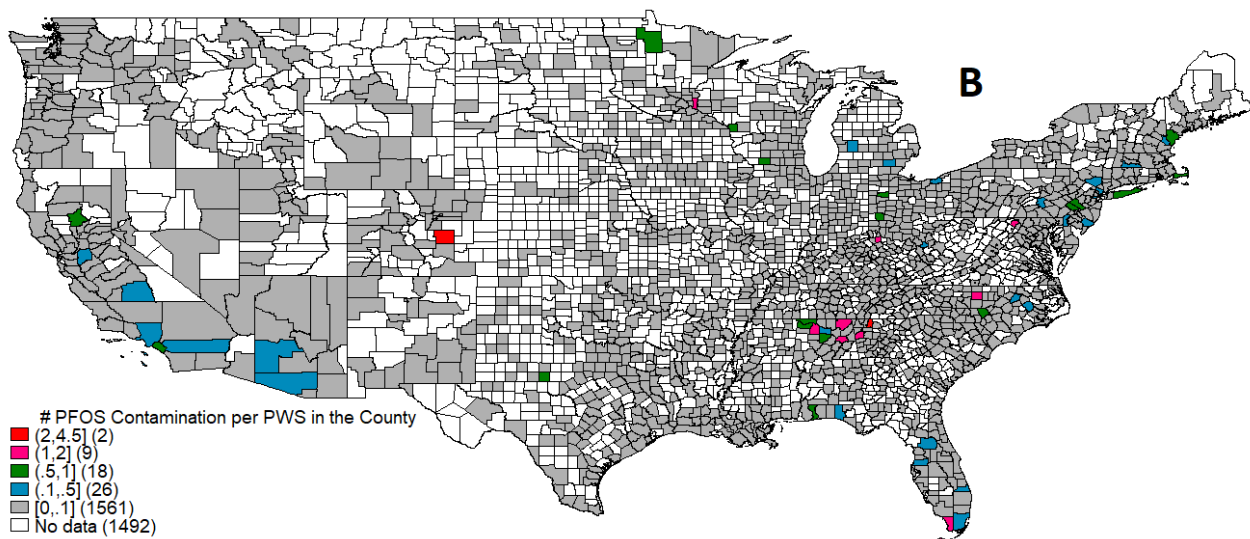 B
# PFOS Contamination per PWS in the County
(2,4.5] (2)
(1,2] (9)
(.5,1] (18)
(.1,.5] (26)
[0,.1] (1561)
No data (1492)